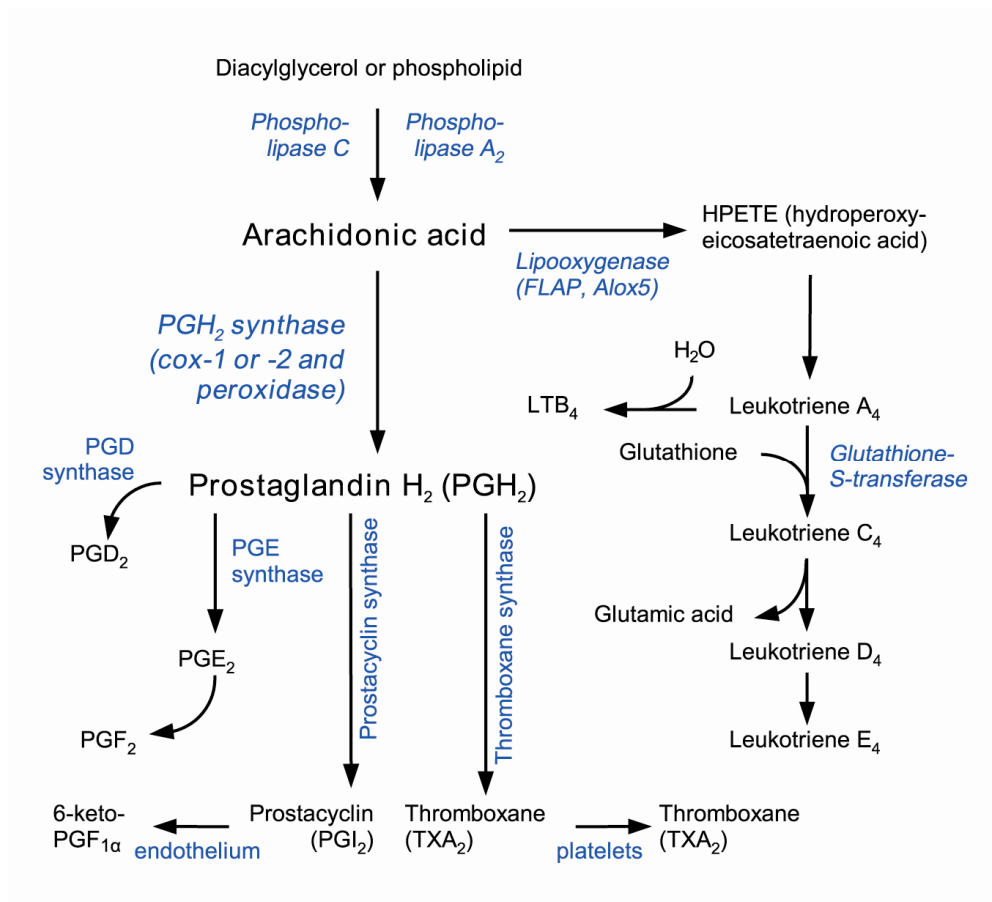 Diacylglycerol or phospholipid
Phospho-
lipase C
Phospho-
lipase A2
Arachidonic acid
HPETE (hydroperoxy-
eicosatetraenoic acid)
Lipooxygenase
(FLAP, Alox5)
PGH2 synthase
(cox-1 or -2 and
peroxidase)
H2O
LTB4
Leukotriene A4
Glutathione
Glutathione-
S-transferase
PGD
synthase
Prostaglandin H2 (PGH2)
PGD2
PGE
synthase
Prostacyclin synthase
Thromboxane synthase
Leukotriene C4
Glutamic acid
Leukotriene D4
PGE2
PGF2
Leukotriene E4
6-keto-
PGF1α
endothelium
Prostacyclin
(PGI2)
Thromboxane
(TXA2)
platelets
Thromboxane
(TXA2)